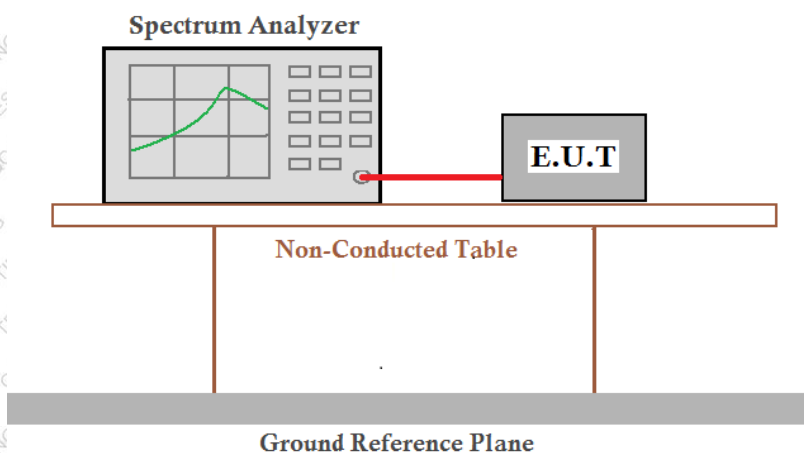 Spectrum Analyzer
E.U.T
Non-Conducted Table
Ground Reference Plane